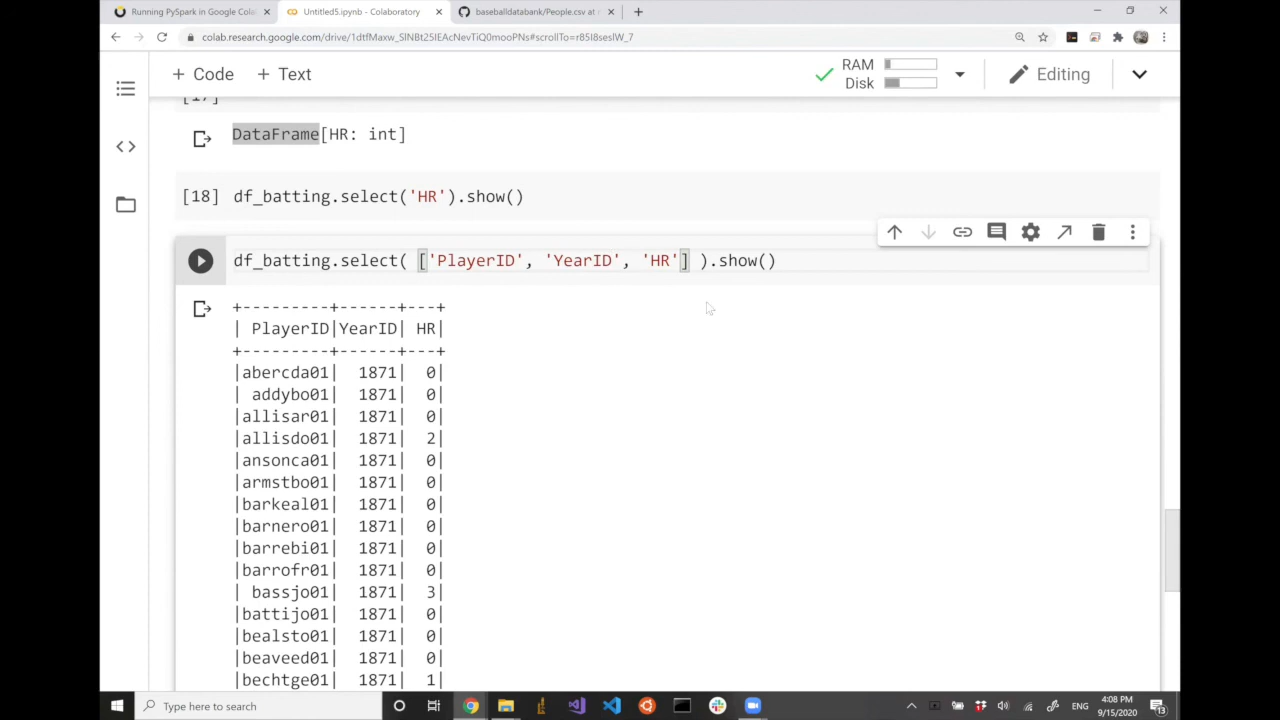 Running PySpark in Google Cola
Untitled5.ipynb - Colaboratory
baseballdatabank/People.csv at
colab.research.google.com/drive/1dtfMaxw_SlNBt25IEAcNevTiQ0mooPNs#scrollTo=r85I8sesIW_7
+ Code + Text
RAM
Disk
Editing
[17]
DataFrame[HR: int]
[18] df_batting.select('HR').show()
df_batting.select( ['PlayerID', 'YearID', 'HR'] ).show()
+---------+------+---+
| PlayerID|YearID| HR|
+---------+------+---+
|abercda01| 1871| 0|
| addybo01| 1871| 0|
|allisar01| 1871| 0|
|allisdo01| 1871| 2|
|ansonca01| 1871| 0|
|armstbo01| 1871| 0|
|barkeal01| 1871| 0|
|barnero01| 1871| 0|
|barrebi01| 1871| 0|
|barrofr01| 1871| 0|
| bassjo01| 1871| 3|
|battijo01| 1871| 0|
|bealsto01| 1871| 0|
|beaveed01| 1871| 0|
|bechtge01| 1871| 1|
Type here to search
ENG
4:08 PM
9/15/2020
13